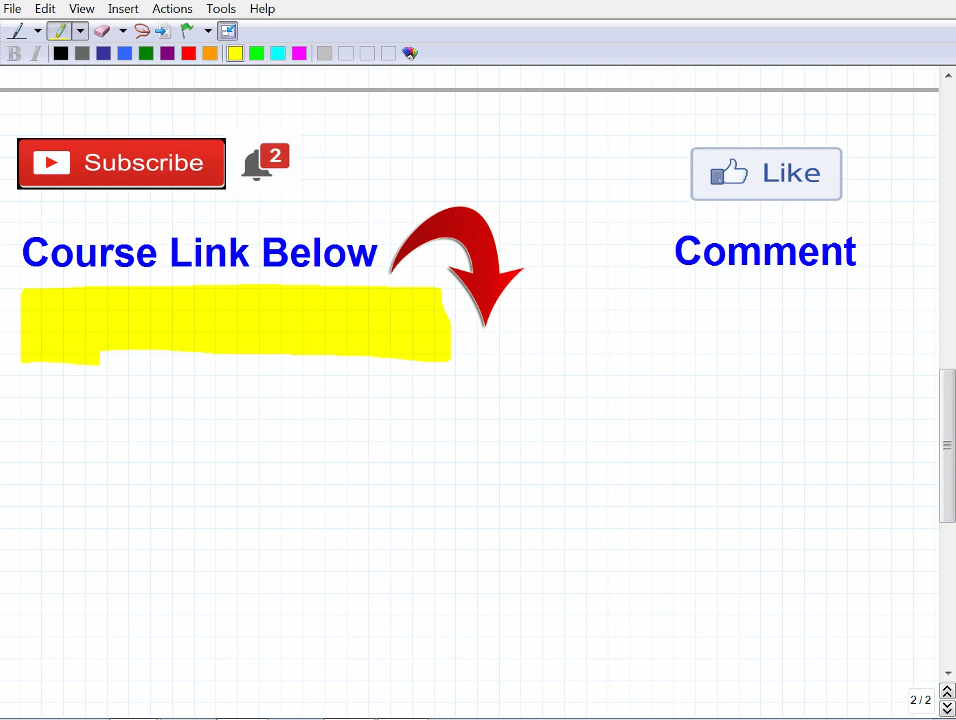 File Edit View Insert Actions Tools Help
B I
Subscribe 2
Like
Course Link Below
Comment
2 / 2